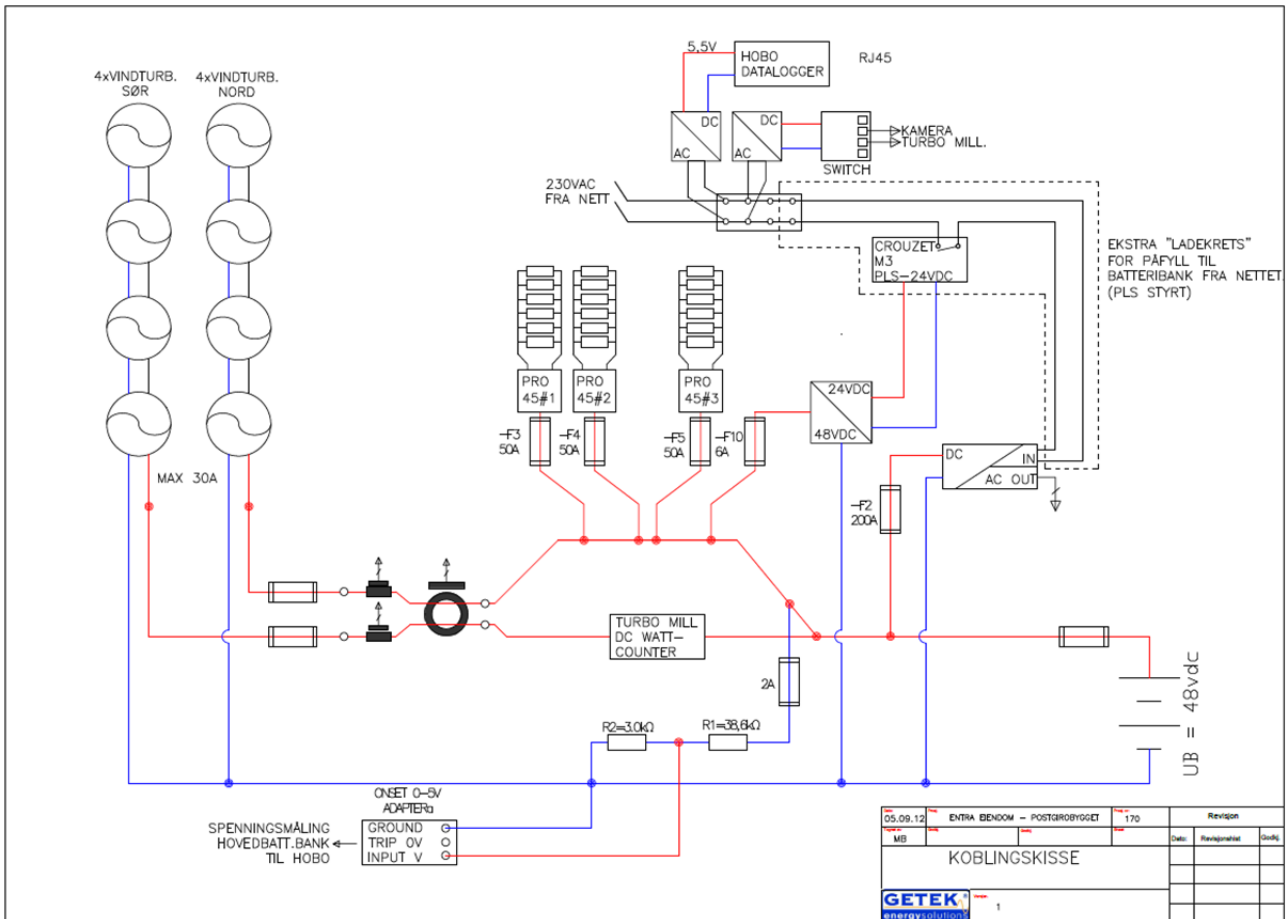 4xVINDTURB.
SØR
4xVINDTURB.
NORD
MAX 30A
5,5V
HOBO
DATALOGGER
RJ45
DC
AC
DC
AC
KAMERA
TURBO MILL.
SWITCH
230VAC
FRA NETT
CROUZET
M3
PLS-24VDC
EKSTRA "LADEKRETS"
FOR PÅFYLL TIL
BATTERIBANK FRA NETTET.
(PLS STYRT)
PRO
45#1
PRO
45#2
PRO
45#3
-F3
50A
-F4
50A
-F5
50A
-F10
6A
24VDC
48VDC
DC
IN
AC OUT
-F2
200A
TURBO MILL
DC WATT-
COUNTER
2A
R2=3.0kΩ
R1=38,6kΩ
UB = 48vdc
ONSET 0-5V
ADAPTERa
GROUND
TRIP 0V
INPUT V
SPENNINGSMÅLING
HOVEDBATT.BANK
TIL HOBO
05.09.12
ENTRA EIENDOM - POSTGIROBYGGET
170
MB
Revisjon
Dato:
Revisjonshist
Godkj.
KOBLINGSKISSE
GETEK
energysolutions
1